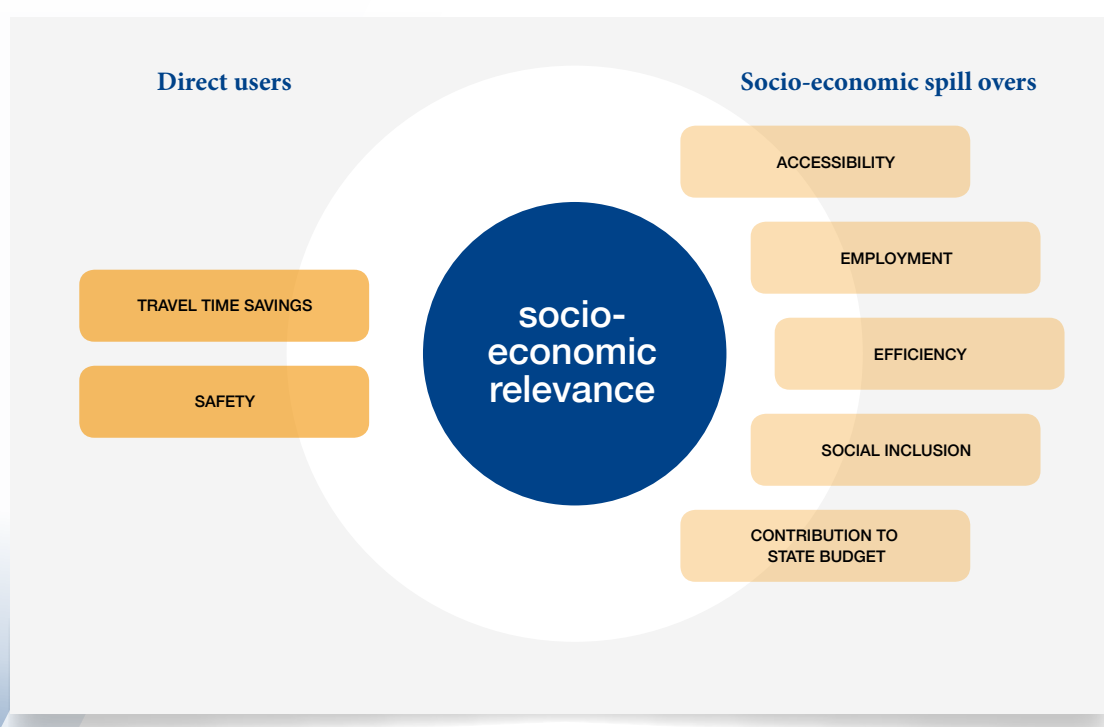 Direct users
TRAVEL TIME SAVINGS
SAFETY
socio-
economic
relevance
Socio-economic spill overs
ACCESSIBILITY
EMPLOYMENT
EFFICIENCY
SOCIAL INCLUSION
CONTRIBUTION TO
STATE BUDGET